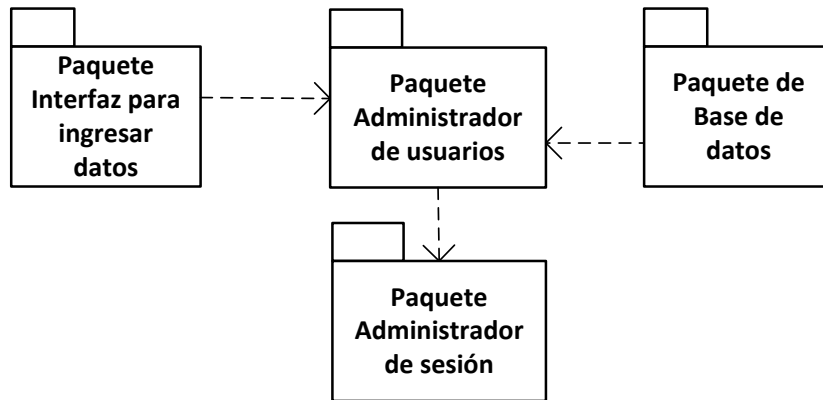 Paquete
Interfaz para
ingresar
datos
Paquete
Administrador
de usuarios
Paquete de
Base de
datos
Paquete
Administrador
de sesión